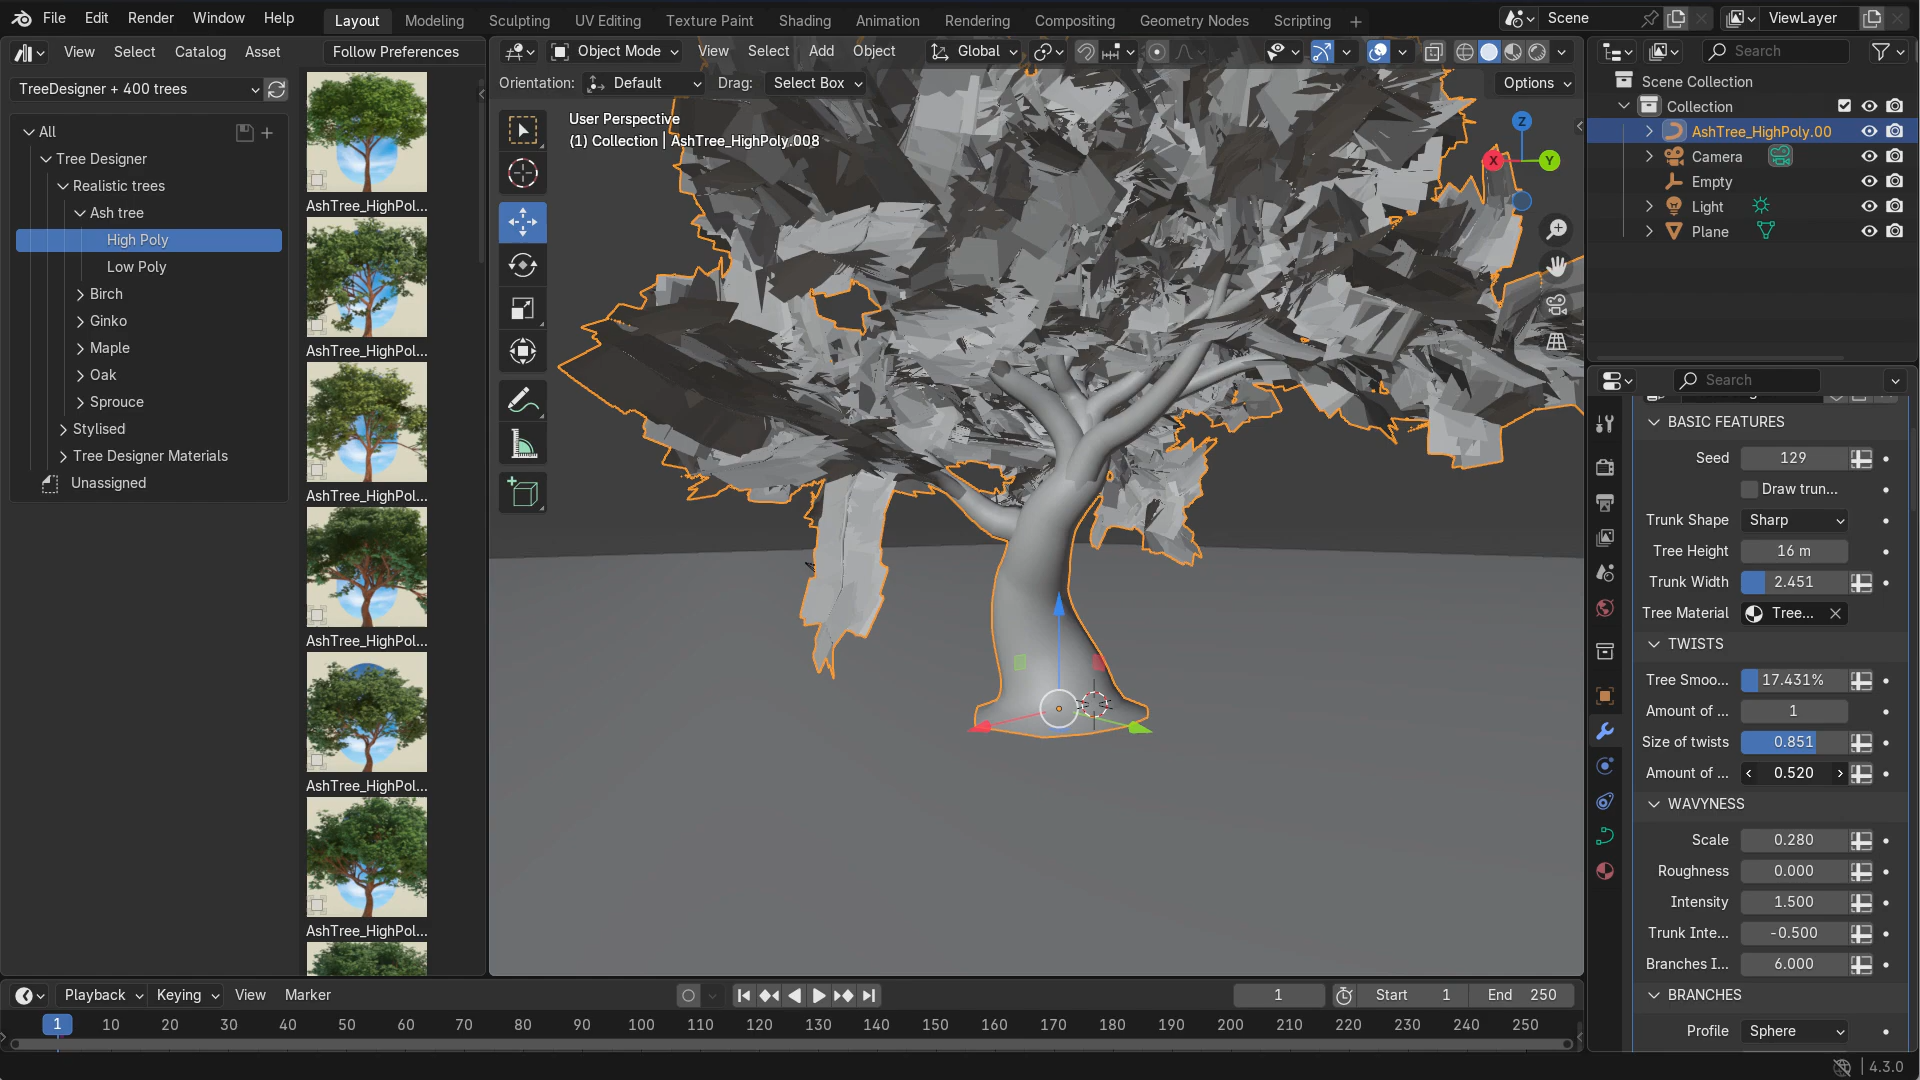 File Edit Render Window Help
Layout Modeling Sculpting UV Editing Texture Paint Shading Animation Rendering Compositing Geometry Nodes Scripting +
Scene
ViewLayer
View Select Catalog Asset Follow Preferences
Object Mode View Select Add Object Global
Search
TreeDesigner + 400 trees
Orientation: Default Drag: Select Box Options
All
Tree Designer
Realistic trees
Ash tree
High Poly
Low Poly
Birch
Ginko
Maple
Oak
Sprouce
Stylised
Tree Designer Materials
Unassigned
AshTree_HighPol...
AshTree_HighPol...
AshTree_HighPol...
AshTree_HighPol...
AshTree_HighPol...
AshTree_HighPol...
User Perspective
(1) Collection | AshTree_HighPoly.008
Z
X
Y
Scene Collection
Collection
AshTree_HighPoly.00
Camera
Empty
Light
Plane
Search
BASIC FEATURES
Seed 129
Draw trun...
Trunk Shape Sharp
Tree Height 16 m
Trunk Width 2.451
Tree Material Tree...
TWISTS
Tree Smoo... 17.431%
Amount of ... 1
Size of twists 0.851
Amount of ... 0.520
WAVYNESS
Scale 0.280
Roughness 0.000
Intensity 1.500
Trunk Inte... -0.500
Branches I... 6.000
BRANCHES
Profile Sphere
Playback Keying View Marker
1 Start 1 End 250
1 10 20 30 40 50 60 70 80 90 100 110 120 130 140 150 160 170 180 190 200 210 220 230 240 250
4.3.0